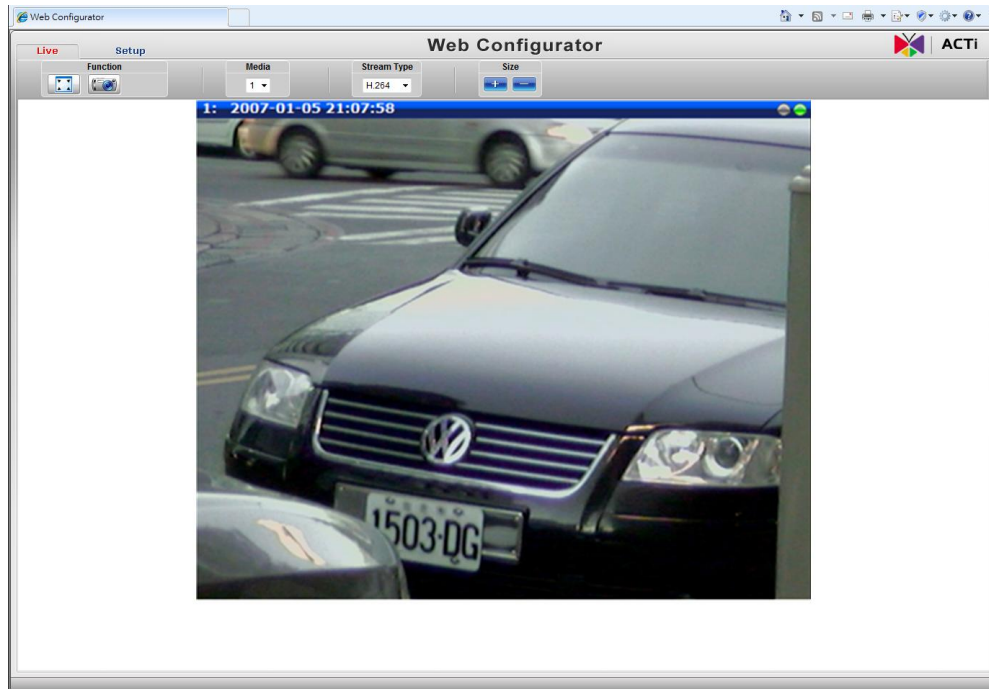 Web Configurator
Live
Setup
Web Configurator
ACTi
Function
Media
Stream Type
Size
1
H.264
1: 2007-01-05 21:07:58
1503-DG